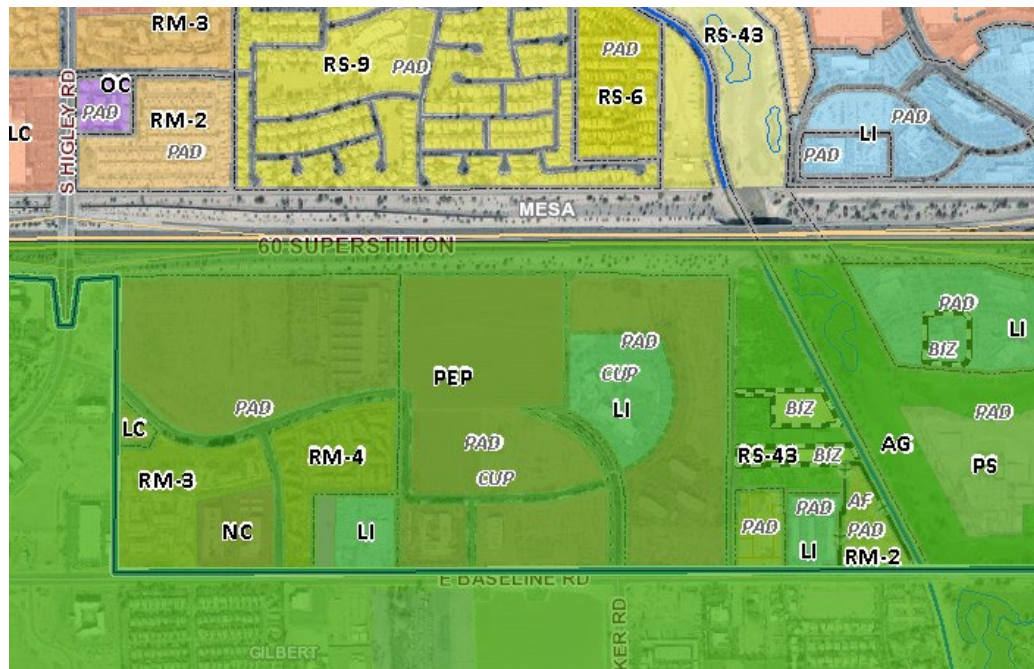 RM-3
RS-43
PAD
RS-9
PAD
OC
RS-6
PAD
PAD
RM-2
LC
LI
PAD
PAD
S HIGLEY RD
MESA
60 SUPERSTITION
PAD
LI
BIZ
PAD
CUP
PEP
LI
PAD
BIZ
PAD
LC
PAD
CUP
RM-4
RM-3
RS-43
BIZ
AG
PS
AF
PAD
PAD
PAD
NC
LI
LI
RM-2
E BASELINE RD
KER RD
GILBERT